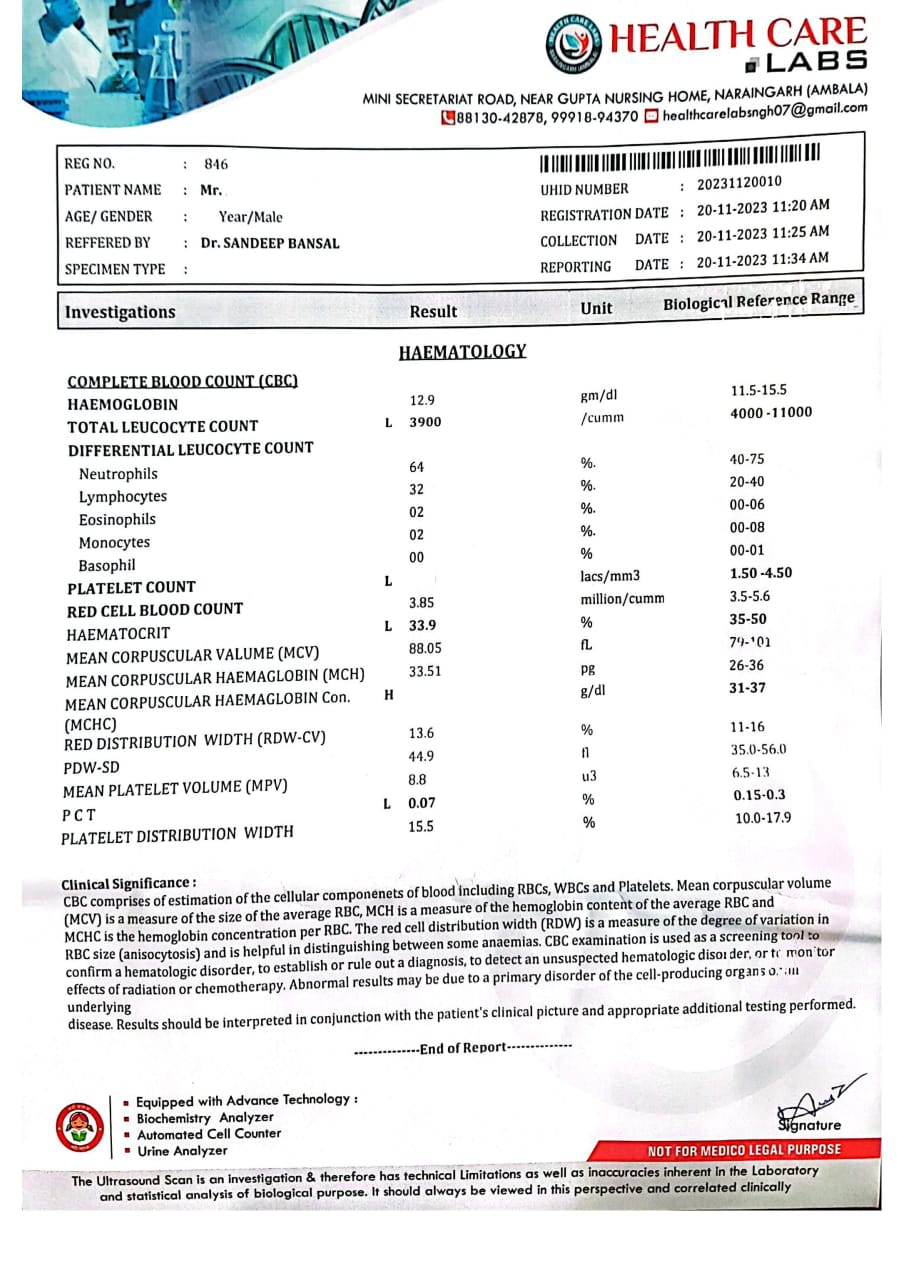 HEALTH CARE
LABS
MINI SECRETARIAT ROAD, NEAR GUPTA NURSING HOME, NARAINGARH (AMBALA)
88130-42878, 99918-94370 healthcarelabsngh07@gmail.com
REG NO. : 846
PATIENT NAME : Mr.
AGE/ GENDER : Year/Male
REFFERED BY : Dr. SANDEEP BANSAL
SPECIMEN TYPE :
UHID NUMBER : 20231120010
REGISTRATION DATE : 20-11-2023 11:20 AM
COLLECTION DATE : 20-11-2023 11:25 AM
REPORTING DATE : 20-11-2023 11:34 AM
Investigations Result Unit Biological Reference Range
HAEMATOLOGY
COMPLETE BLOOD COUNT (CBC)
HAEMOGLOBIN 12.9 gm/dl 11.5-15.5
TOTAL LEUCOCYTE COUNT L 3900 /cumm 4000 -11000
DIFFERENTIAL LEUCOCYTE COUNT
Neutrophils 64 %. 40-75
Lymphocytes 32 %. 20-40
Eosinophils 02 %. 00-06
Monocytes 02 %. 00-08
Basophil 00 % 00-01
PLATELET COUNT L lacs/mm3 1.50 -4.50
RED CELL BLOOD COUNT 3.85 million/cumm 3.5-5.6
HAEMATOCRIT L 33.9 % 35-50
MEAN CORPUSCULAR VALUME (MCV) 88.05 fL
MEAN CORPUSCULAR HAEMAGLOBIN (MCH) 33.51 pg 26-36
MEAN CORPUSCULAR HAEMAGLOBIN Con. H g/dl 31-37
(MCHC)
RED DISTRIBUTION WIDTH (RDW-CV) 13.6 % 11-16
PDW-SD 44.9 fl 35.0-56.0
MEAN PLATELET VOLUME (MPV) 8.8 u3 6.5-13
P C T L 0.07 % 0.15-0.3
PLATELET DISTRIBUTION WIDTH 15.5 % 10.0-17.9
Clinical Significance :
CBC comprises of estimation of the cellular componenets of blood including RBCs, WBCs and Platelets. Mean corpuscular volume
(MCV) is a measure of the size of the average RBC, MCH is a measure of the hemoglobin content of the average RBC and
MCHC is the hemoglobin concentration per RBC. The red cell distribution width (RDW) is a measure of the degree of variation in
RBC size (anisocytosis) and is helpful in distinguishing between some anaemias. CBC examination is used as a screening tool to
confirm a hematologic disorder, to establish or rule out a diagnosis, to detect an unsuspected hematologic disorder, or to monitor
effects of radiation or chemotherapy. Abnormal results may be due to a primary disorder of the cell-producing organs
underlying
disease. Results should be interpreted in conjunction with the patient's clinical picture and appropriate additional testing performed.
--------------End of Report--------------
Equipped with Advance Technology :
Biochemistry Analyzer
Automated Cell Counter
Urine Analyzer
Signature
NOT FOR MEDICO LEGAL PURPOSE
The Ultrasound Scan is an investigation & therefore has technical Limitations as well as inaccuracies inherent in the Laboratory
and statistical analysis of biological purpose. It should always be viewed in this perspective and correlated clinically